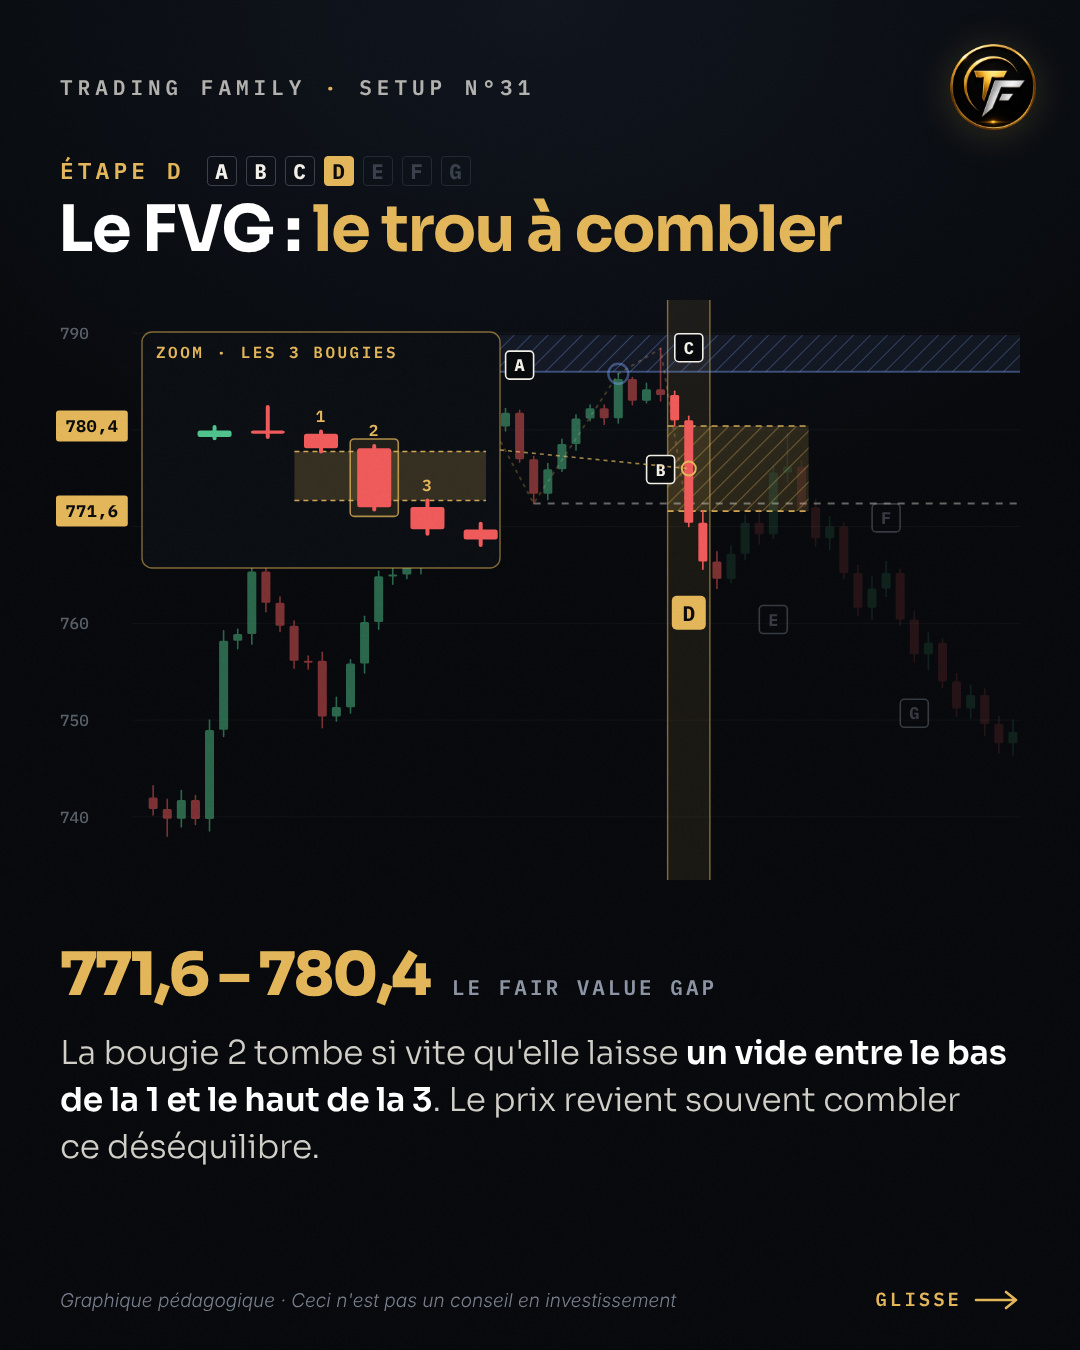 TRADING FAMILY · SETUP N°31
TF
ÉTAPE D A B C D E F G
Le FVG : le trou à combler
790
780,4
771,6
760
750
740
ZOOM · LES 3 BOUGIES
1
2
3
A
C
B
D
E
F
G
771,6 – 780,4 LE FAIR VALUE GAP
La bougie 2 tombe si vite qu'elle laisse un vide entre le bas
de la 1 et le haut de la 3. Le prix revient souvent combler
ce déséquilibre.
Graphique pédagogique · Ceci n'est pas un conseil en investissement
GLISSE →